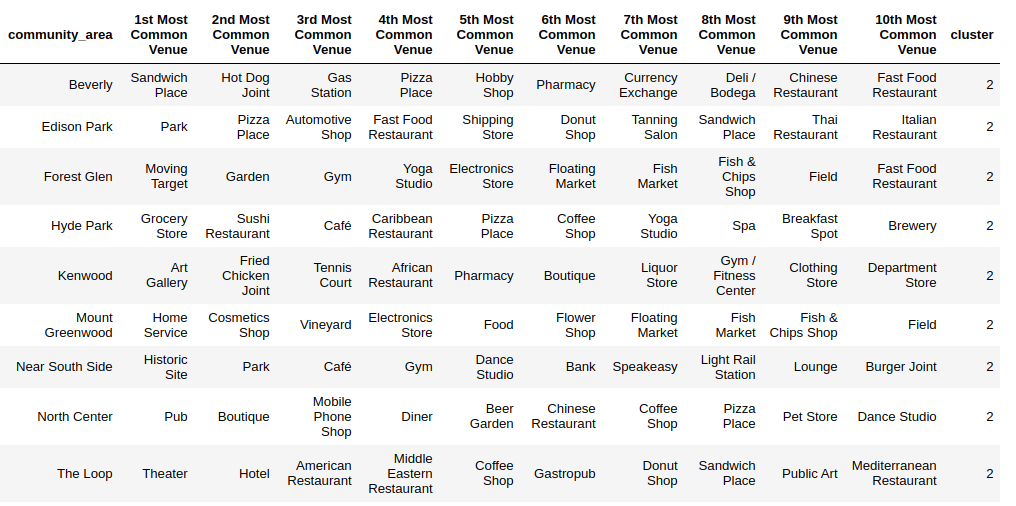 community_area 1st Most Common Venue 2nd Most Common Venue 3rd Most Common Venue 4th Most Common Venue 5th Most Common Venue 6th Most Common Venue 7th Most Common Venue 8th Most Common Venue 9th Most Common Venue 10th Most Common Venue cluster
Beverly Sandwich Place Hot Dog Joint Gas Station Pizza Place Hobby Shop Pharmacy Currency Exchange Deli / Bodega Chinese Restaurant Fast Food Restaurant 2
Edison Park Park Pizza Place Automotive Shop Fast Food Restaurant Shipping Store Donut Shop Tanning Salon Sandwich Place Thai Restaurant Italian Restaurant 2
Forest Glen Moving Target Garden Gym Yoga Studio Electronics Store Floating Market Fish Market Fish & Chips Shop Field Fast Food Restaurant 2
Hyde Park Grocery Store Sushi Restaurant Café Caribbean Restaurant Pizza Place Coffee Shop Yoga Studio Spa Breakfast Spot Brewery 2
Kenwood Art Gallery Fried Chicken Joint Tennis Court African Restaurant Pharmacy Boutique Liquor Store Gym / Fitness Center Clothing Store Department Store 2
Mount Greenwood Home Service Cosmetics Shop Vineyard Electronics Store Food Flower Shop Floating Market Fish Market Fish & Chips Shop Field 2
Near South Side Historic Site Park Café Gym Dance Studio Bank Speakeasy Light Rail Station Lounge Burger Joint 2
North Center Pub Boutique Mobile Phone Shop Diner Beer Garden Chinese Restaurant Coffee Shop Pizza Place Pet Store Dance Studio 2
The Loop Theater Hotel American Restaurant Middle Eastern Restaurant Coffee Shop Gastropub Donut Shop Sandwich Place Public Art Mediterranean Restaurant 2